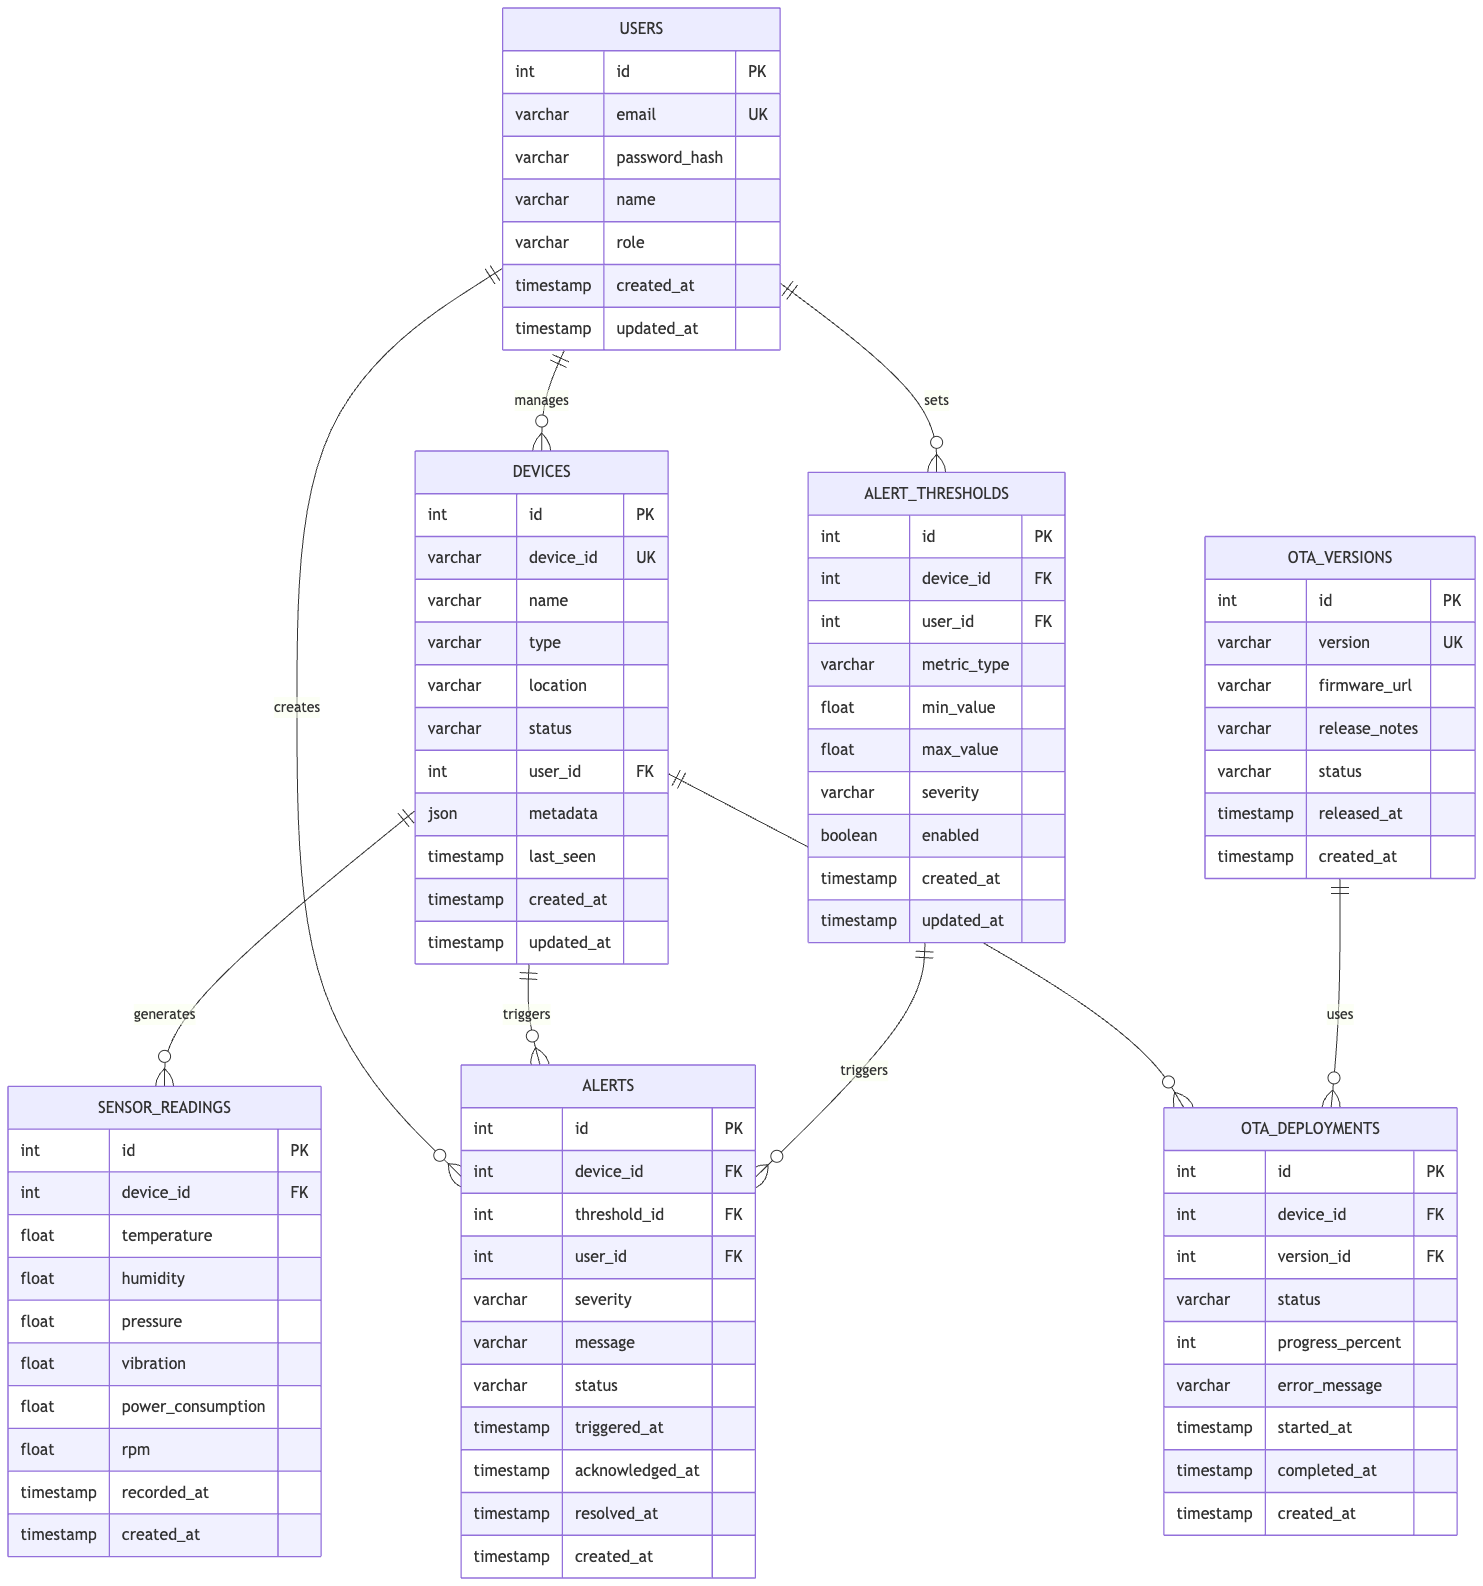 USERS
int id PK
varchar email UK
varchar password_hash
varchar name
varchar role
timestamp created_at
timestamp updated_at
manages
sets
creates
DEVICES
int id PK
varchar device_id UK
varchar name
varchar type
varchar location
varchar status
int user_id FK
json metadata
timestamp last_seen
timestamp created_at
timestamp updated_at
ALERT_THRESHOLDS
int id PK
int device_id FK
int user_id FK
varchar metric_type
float min_value
float max_value
varchar severity
boolean enabled
timestamp created_at
timestamp updated_at
OTA_VERSIONS
int id PK
varchar version UK
varchar firmware_url
varchar release_notes
varchar status
timestamp released_at
timestamp created_at
generates
triggers
triggers
uses
SENSOR_READINGS
int id PK
int device_id FK
float temperature
float humidity
float pressure
float vibration
float power_consumption
float rpm
timestamp recorded_at
timestamp created_at
ALERTS
int id PK
int device_id FK
int threshold_id FK
int user_id FK
varchar severity
varchar message
varchar status
timestamp triggered_at
timestamp acknowledged_at
timestamp resolved_at
timestamp created_at
OTA_DEPLOYMENTS
int id PK
int device_id FK
int version_id FK
varchar status
int progress_percent
varchar error_message
timestamp started_at
timestamp completed_at
timestamp created_at